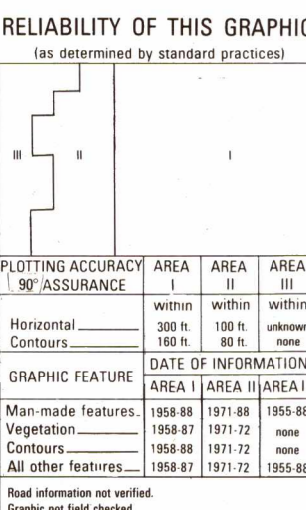 RELIABILITY OF THIS GRAPHIC
(as determined by standard practices)
III II I
PLOTTING ACCURACY AREA AREA AREA
90° ASSURANCE I II III
within within within
Horizontal 300 ft. 100 ft. unknown
Contours 160 ft. 80 ft. none
GRAPHIC FEATURE DATE OF INFORMATION
AREA I AREA II AREA I
Man-made features 1958-88 1971-88 1955-88
Vegetation 1958-87 1971-72 none
Contours 1958-88 1971-72 none
All other features 1958-87 1971-72 1955-88
Road information not verified.
Graphic not field checked